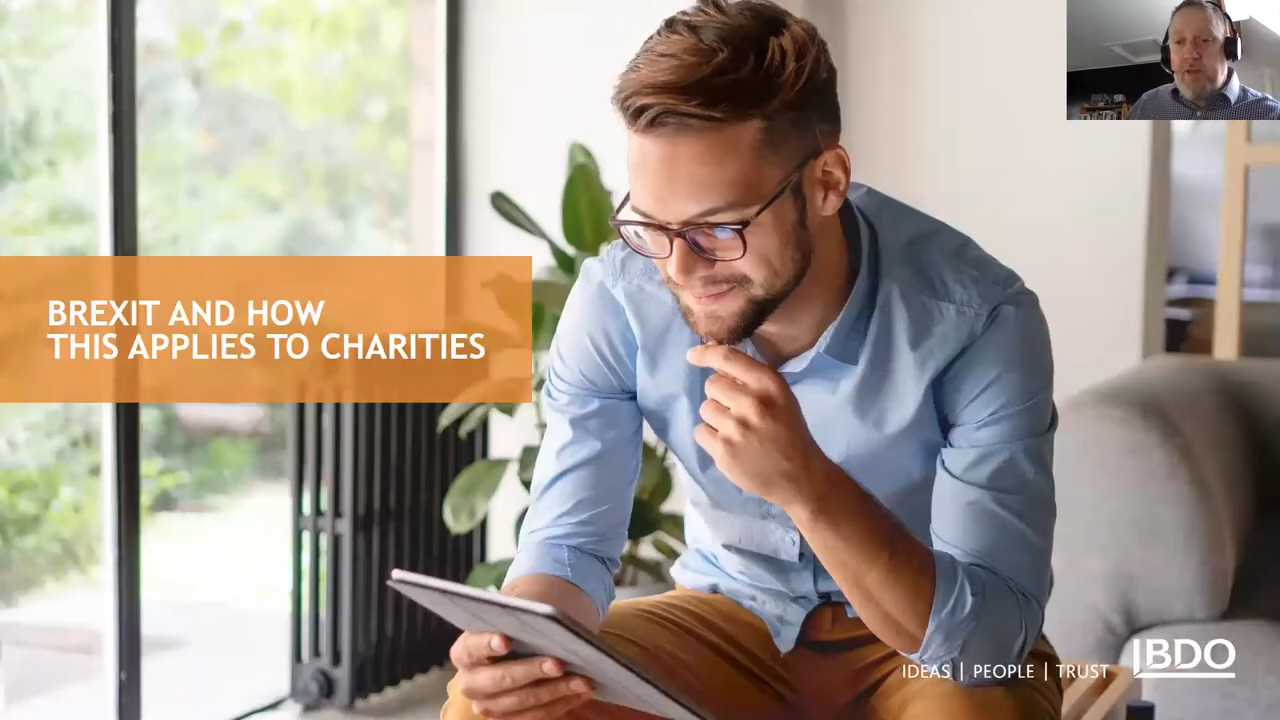 BREXIT AND HOW
THIS APPLIES TO CHARITIES
IDEAS | PEOPLE | TRUST
BDO